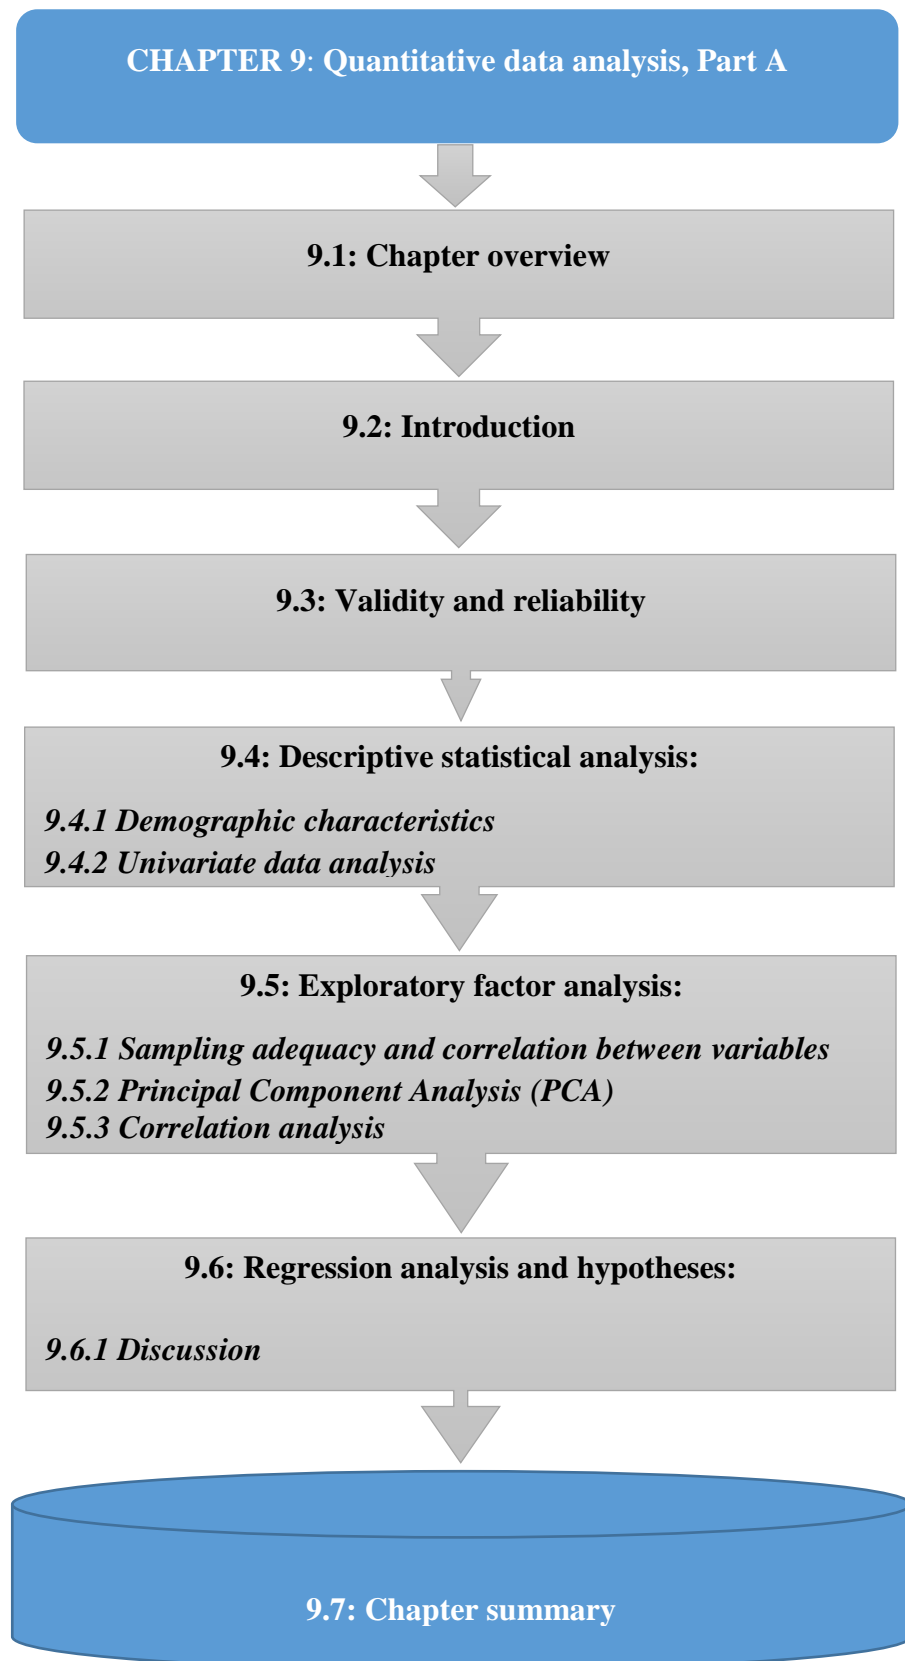 CHAPTER 9: Quantitative data analysis, Part A
9.1: Chapter overview
9.2: Introduction
9.3: Validity and reliability
9.4: Descriptive statistical analysis:
9.4.1 Demographic characteristics
9.4.2 Univariate data analysis
9.5: Exploratory factor analysis:
9.5.1 Sampling adequacy and correlation between variables
9.5.2 Principal Component Analysis (PCA)
9.5.3 Correlation analysis
9.6: Regression analysis and hypotheses:
9.6.1 Discussion
9.7: Chapter summary